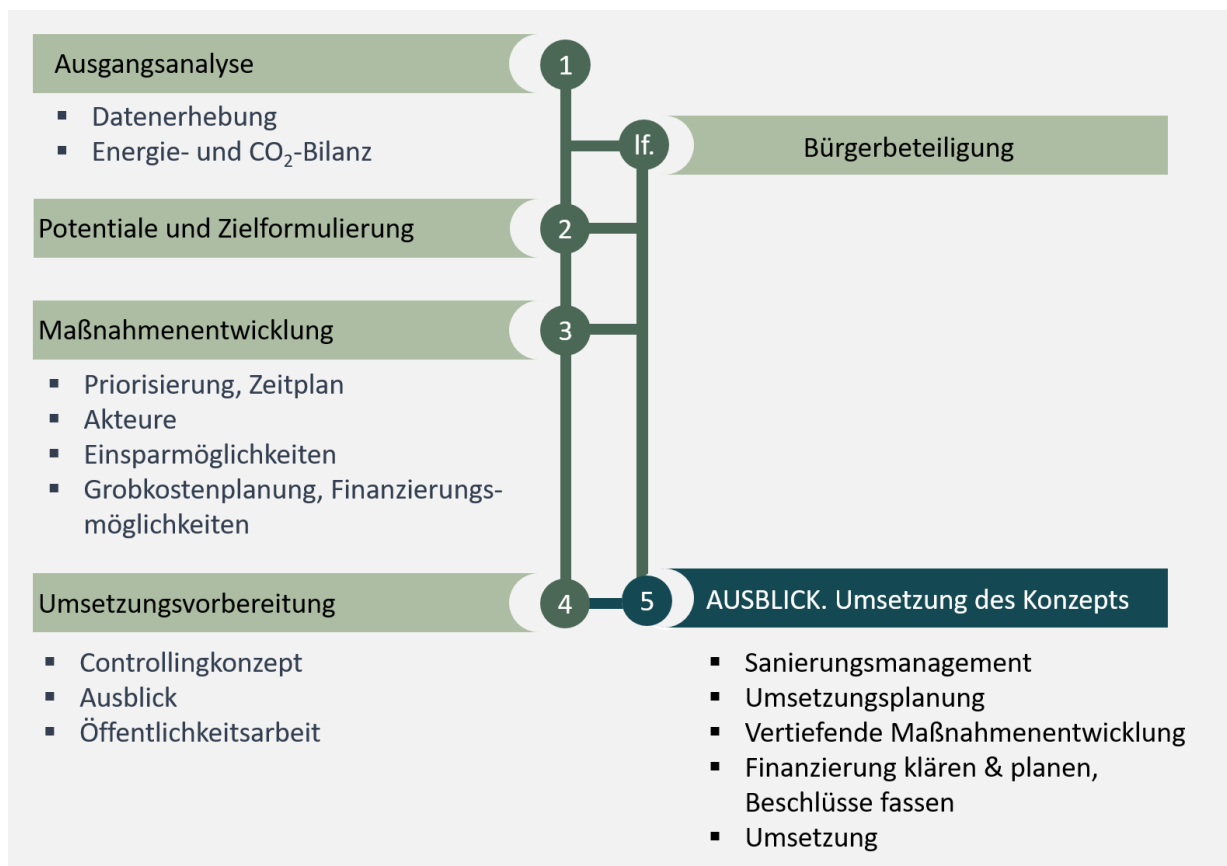 Ausgangsanalyse
1
▪ Datenerhebung
▪ Energie- und CO₂-Bilanz
lf.
Bürgerbeteiligung
Potentiale und Zielformulierung
2
Maßnahmenentwicklung
3
▪ Priorisierung, Zeitplan
▪ Akteure
▪ Einsparmöglichkeiten
▪ Grobkostenplanung, Finanzierungs-
möglichkeiten
Umsetzungsvorbereitung
4
▪ Controllingkonzept
▪ Ausblick
▪ Öffentlichkeitsarbeit
5
AUSBLICK. Umsetzung des Konzepts
▪ Sanierungsmanagement
▪ Umsetzungsplanung
▪ Vertiefende Maßnahmenentwicklung
▪ Finanzierung klären & planen,
Beschlüsse fassen
▪ Umsetzung